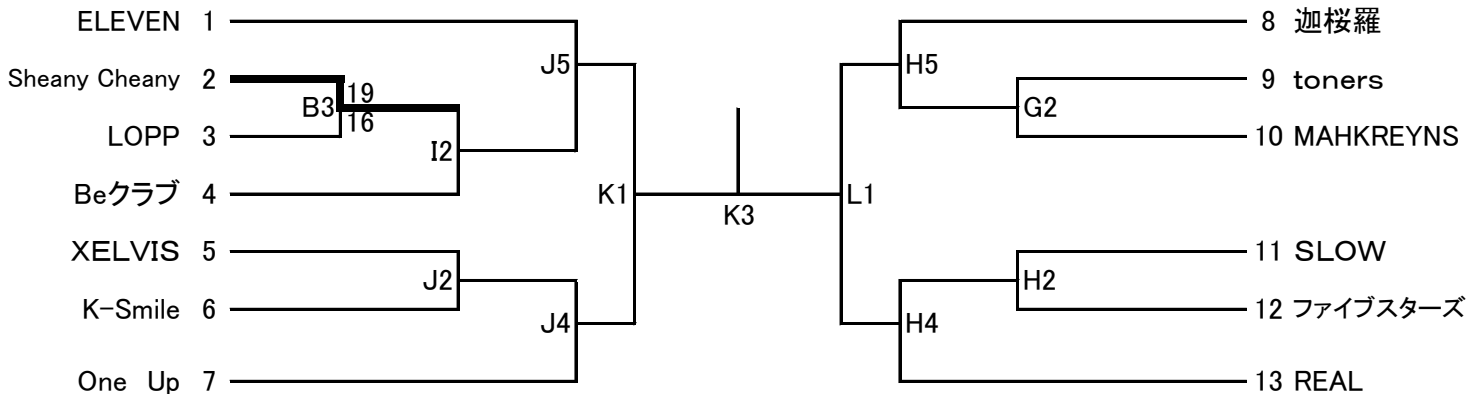 ELEVEN 1
Sheany Cheany 2
LOPP 3
Beクラブ 4
XELVIS 5
K-Smile 6
One Up 7
B3
19
16
I2
J5
J2
J4
K1
K3
L1
H5
G2
H2
H4
8 迦桜羅
9 toners
10 MAHKREYNS
11 SLOW
12 ファイブスターズ
13 REAL